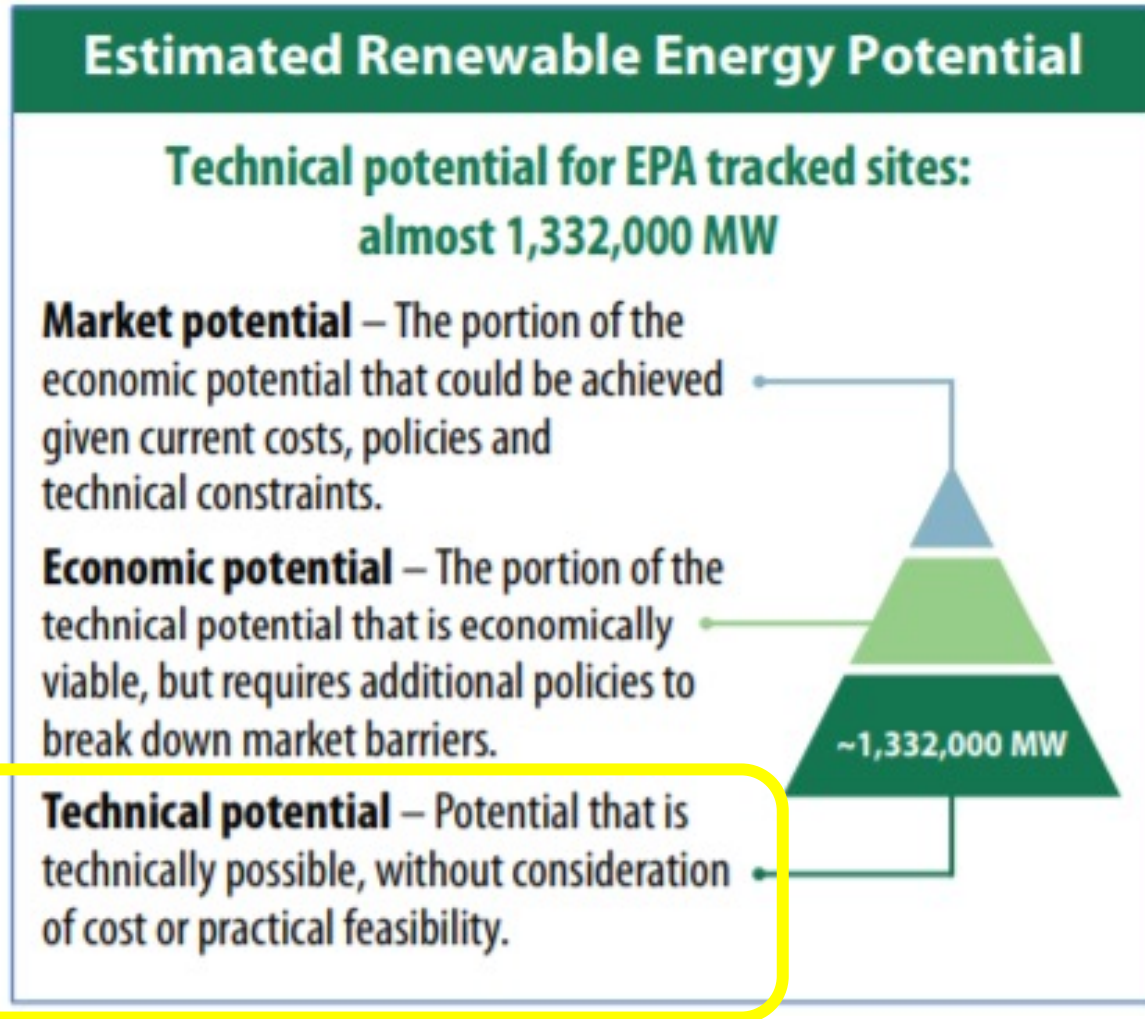 Estimated Renewable Energy Potential
Technical potential for EPA tracked sites:
almost 1,332,000 MW
Market potential – The portion of the
economic potential that could be achieved
given current costs, policies and
technical constraints.
Economic potential – The portion of the
technical potential that is economically
viable, but requires additional policies to
break down market barriers.
~1,332,000 MW
Technical potential – Potential that is
technically possible, without consideration
of cost or practical feasibility.